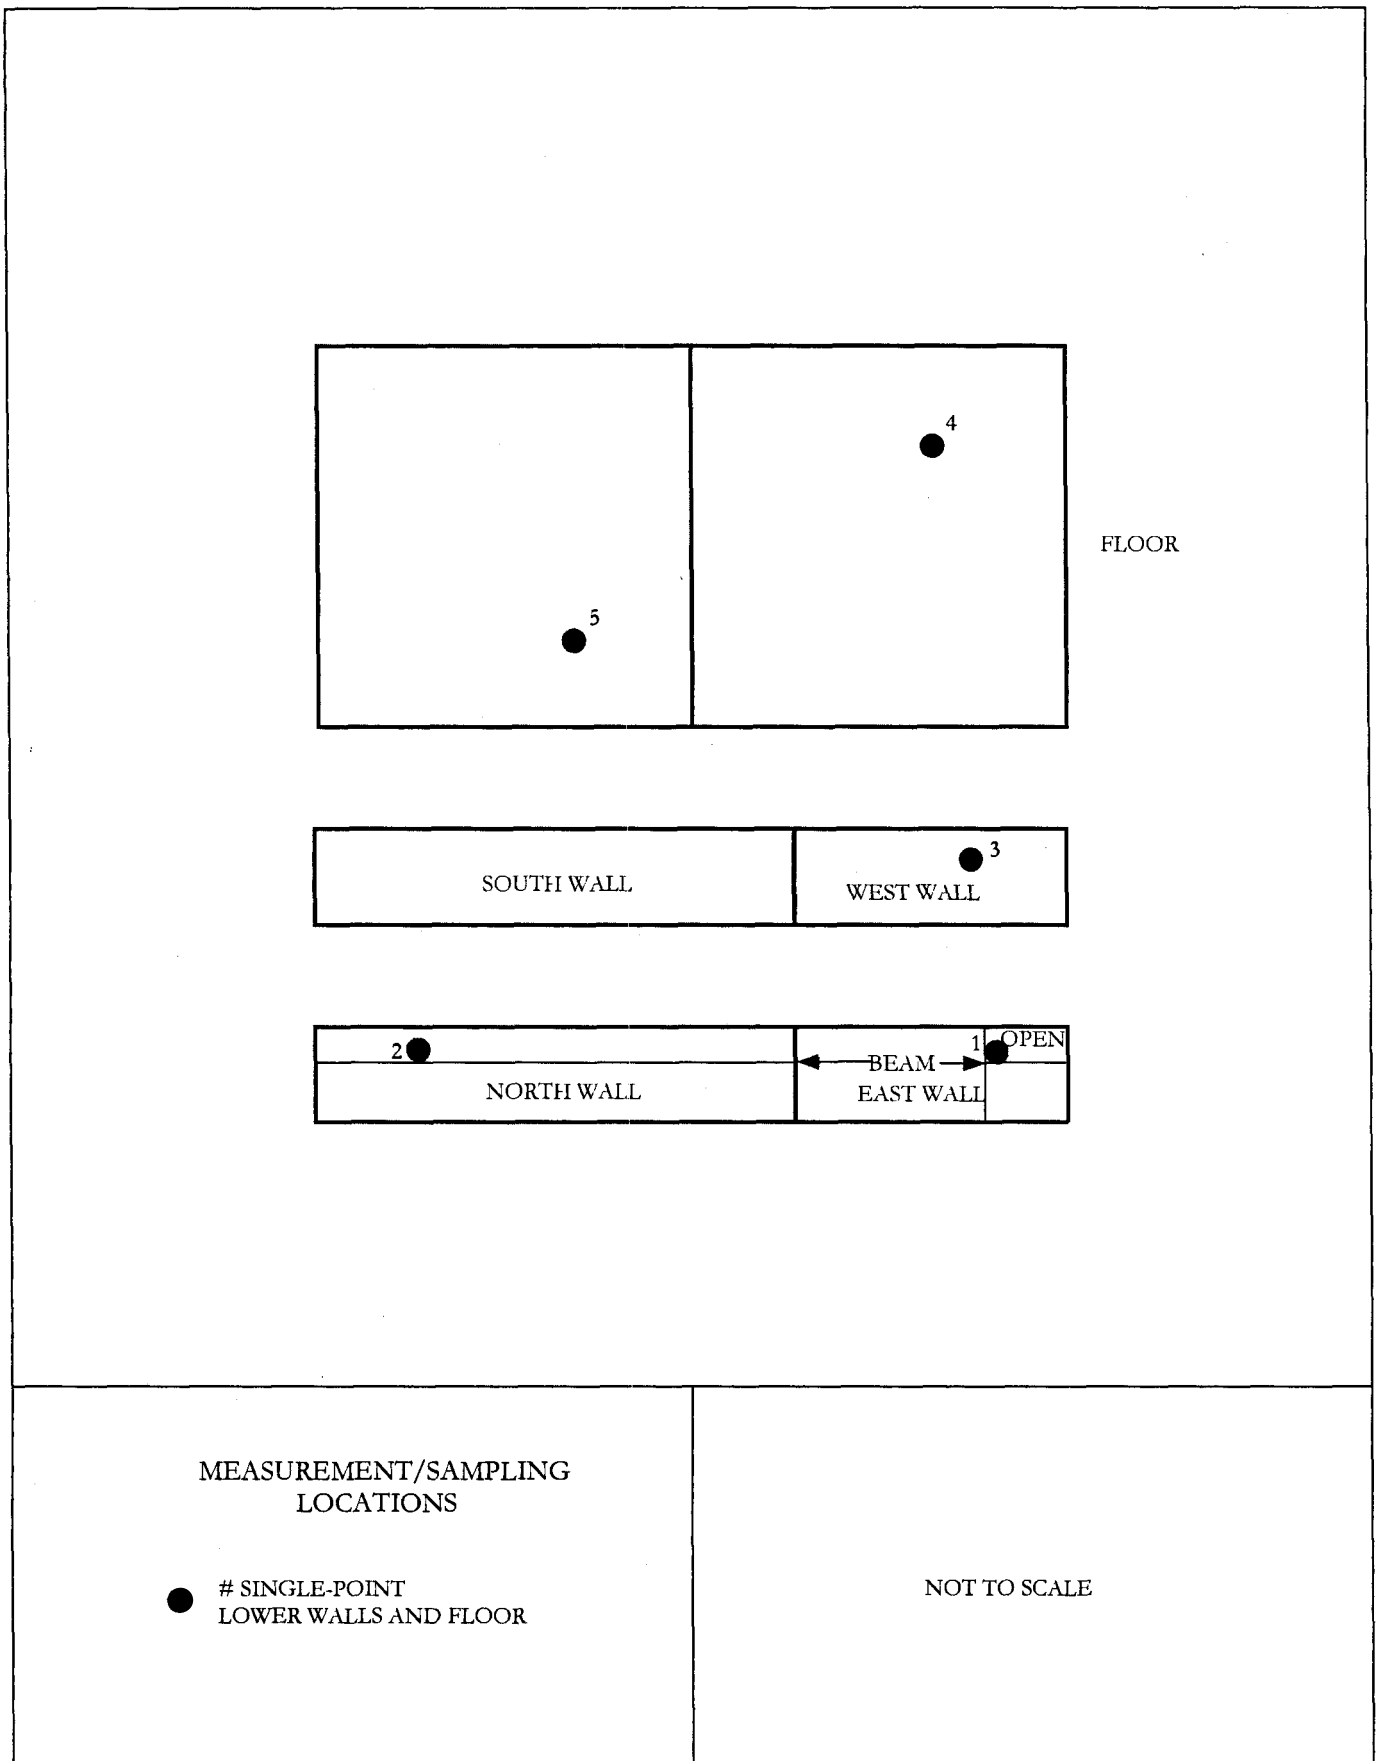 4
FLOOR
5
3
SOUTH WALL
WEST WALL
2
1
OPEN
BEAM
NORTH WALL
EAST WALL
MEASUREMENT/SAMPLING
LOCATIONS
# SINGLE-POINT
LOWER WALLS AND FLOOR
NOT TO SCALE